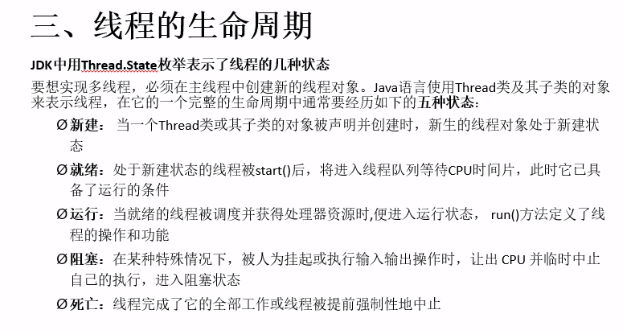 三、线程的生命周期
JDK中用Thread.State枚举表示了线程的几种状态
要想实现多线程，必须在主线程中创建新的线程对象。Java语言使用Thread类及其子类的对象
来表示线程，在它的一个完整的生命周期中通常要经历如下的五种状态：
Ø新建： 当一个Thread类或其子类的对象被声明并创建时，新生的线程对象处于新建状
态
Ø就绪：处于新建状态的线程被start()后，将进入线程队列等待CPU时间片，此时它已具
备了运行的条件
Ø运行：当就绪的线程被调度并获得处理器资源时,便进入运行状态， run()方法定义了线
程的操作和功能
Ø阻塞：在某种特殊情况下，被人为挂起或执行输入输出操作时，让出 CPU 并临时中止
自己的执行，进入阻塞状态
Ø死亡：线程完成了它的全部工作或线程被提前强制性地中止